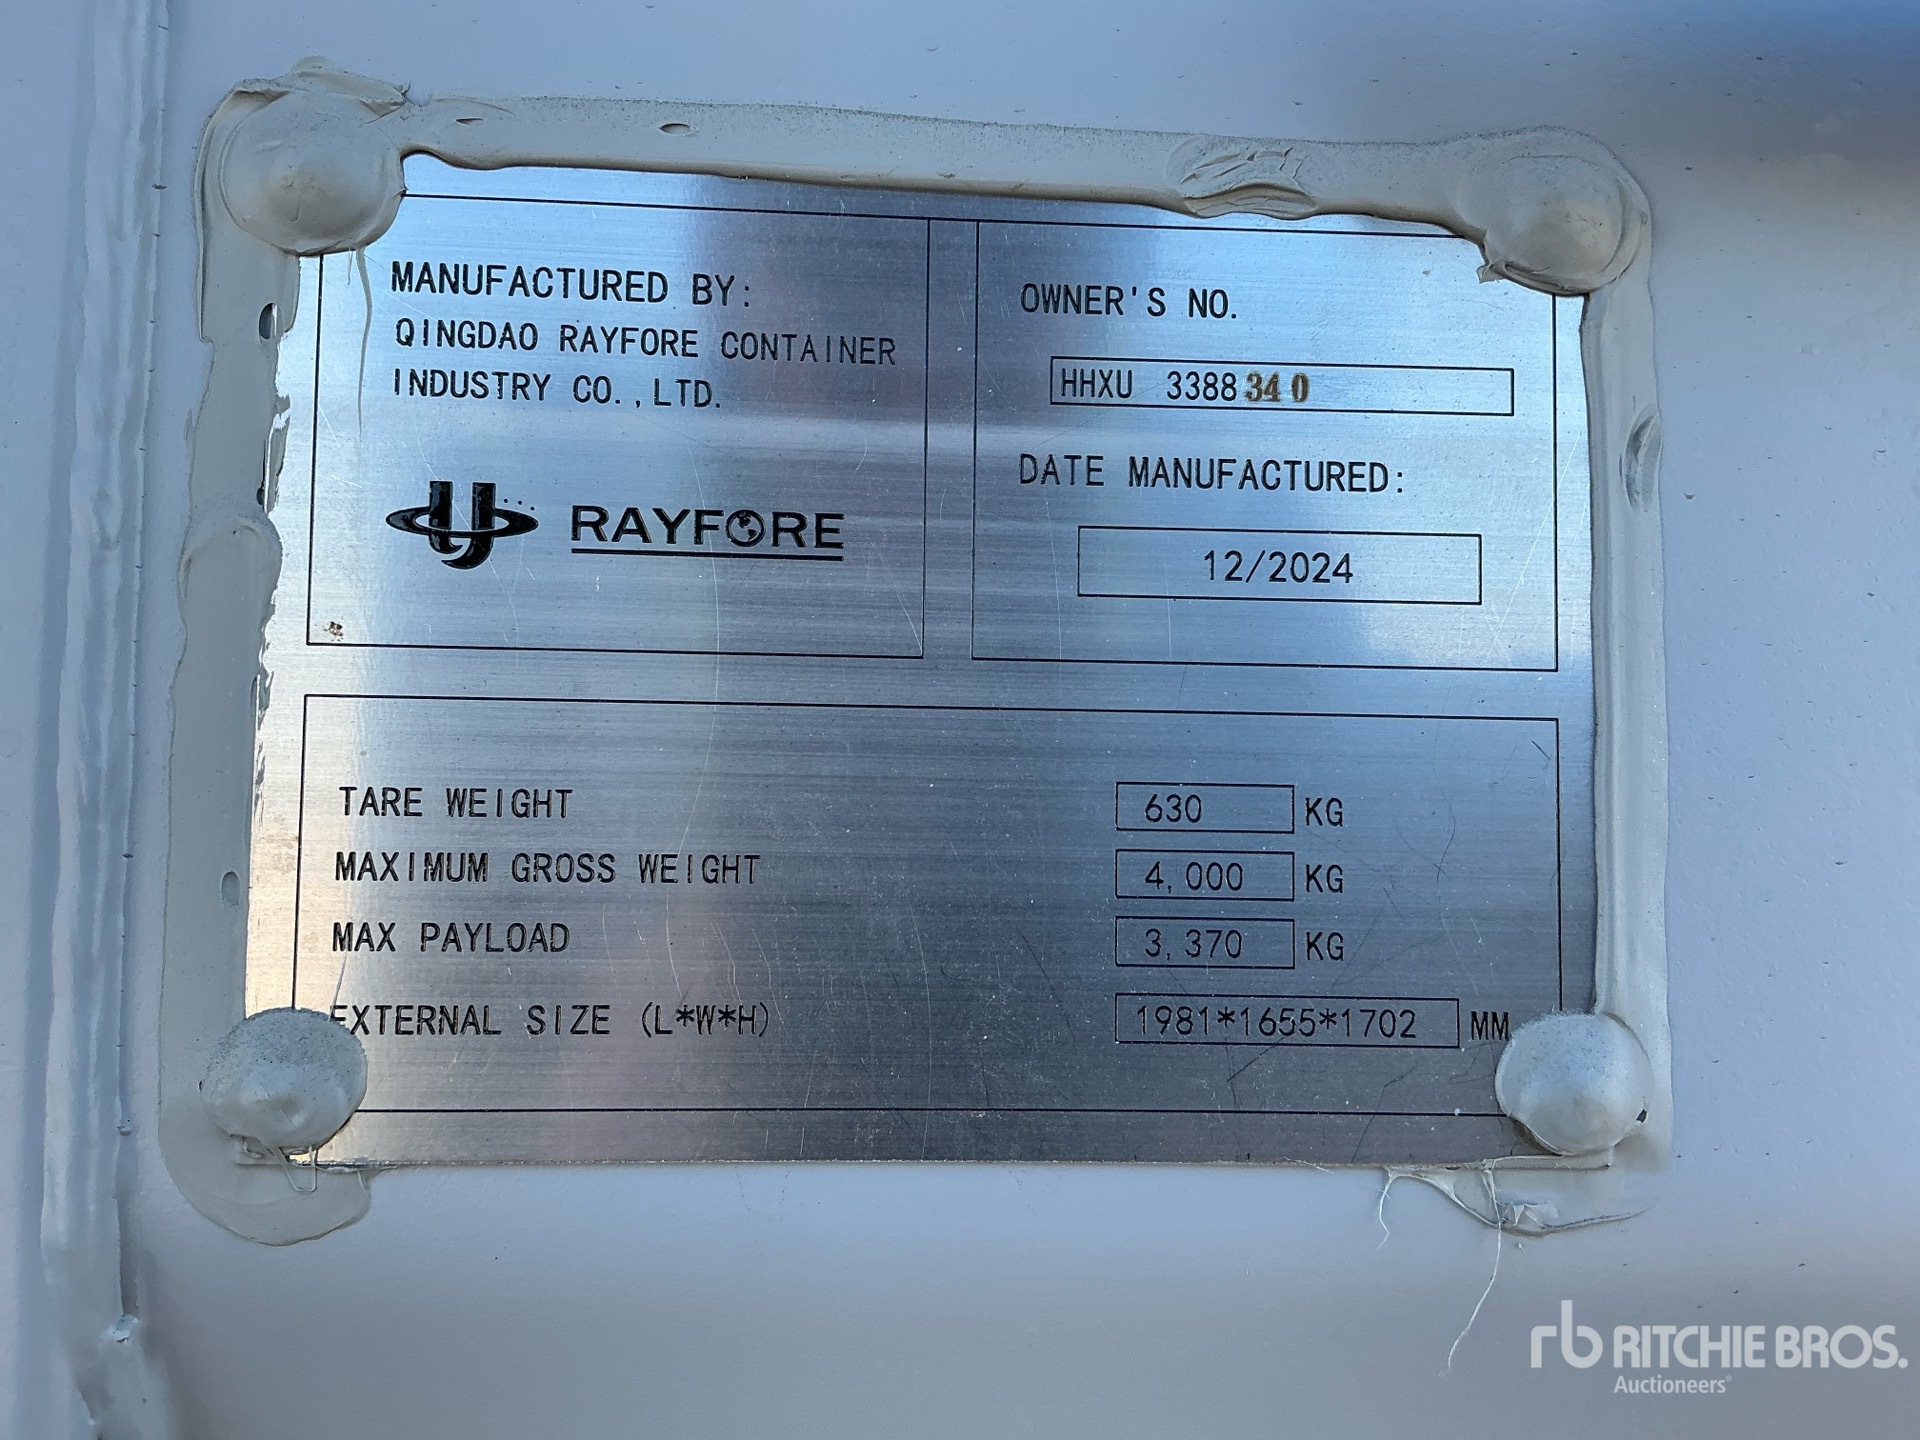 MANUFACTURED BY:
QINGDAO RAYFORE CONTAINER
INDUSTRY CO.,LTD.
RAYFORE
OWNER'S NO.
HHXU 3388340
DATE MANUFACTURED:
12/2024
TARE WEIGHT 630 KG
MAXIMUM GROSS WEIGHT 4,000 KG
MAX PAYLOAD 3,370 KG
EXTERNAL SIZE (L*W*H) 1981*1655*1702 MM
rb RITCHIE BROS.
Auctioneers